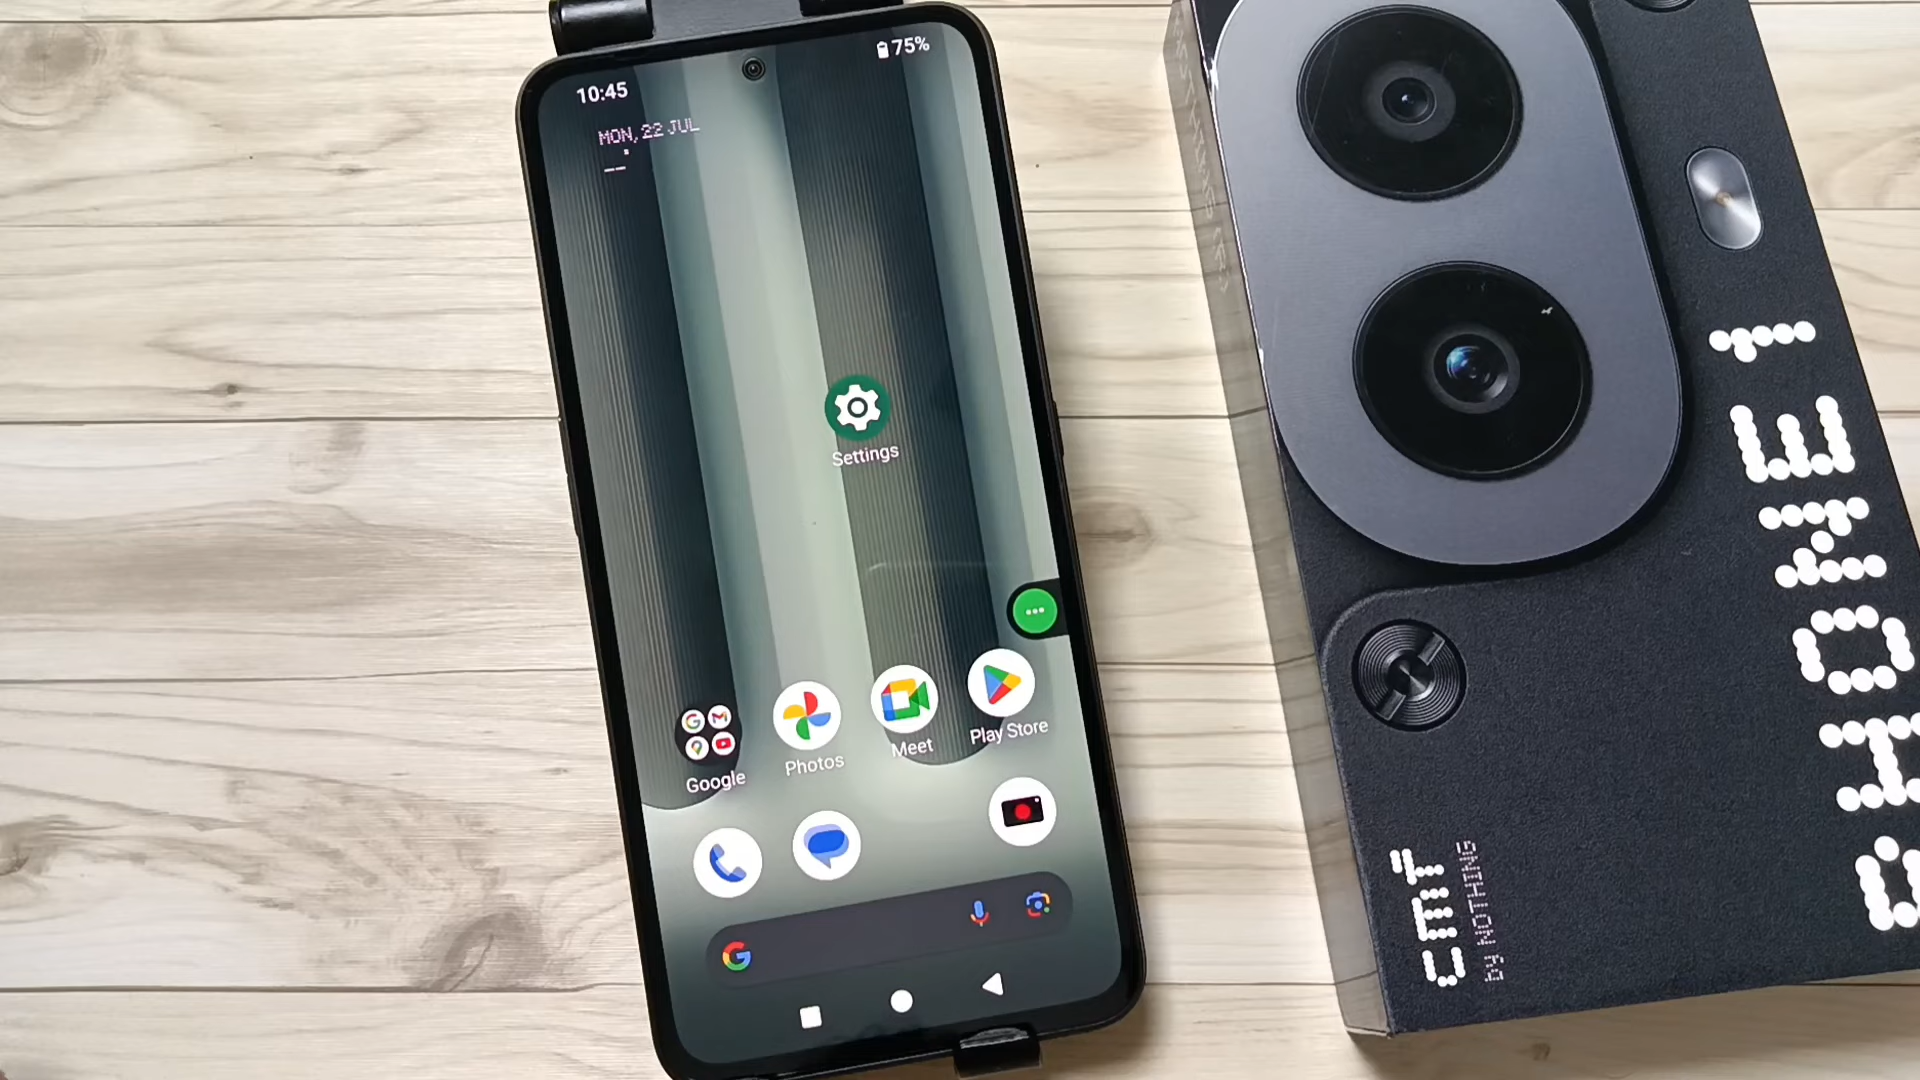 10:45
75%
MON, 22 JUL
Settings
Google
Photos
Meet
Play Store
PHONE 1
cmf
by NOTHING